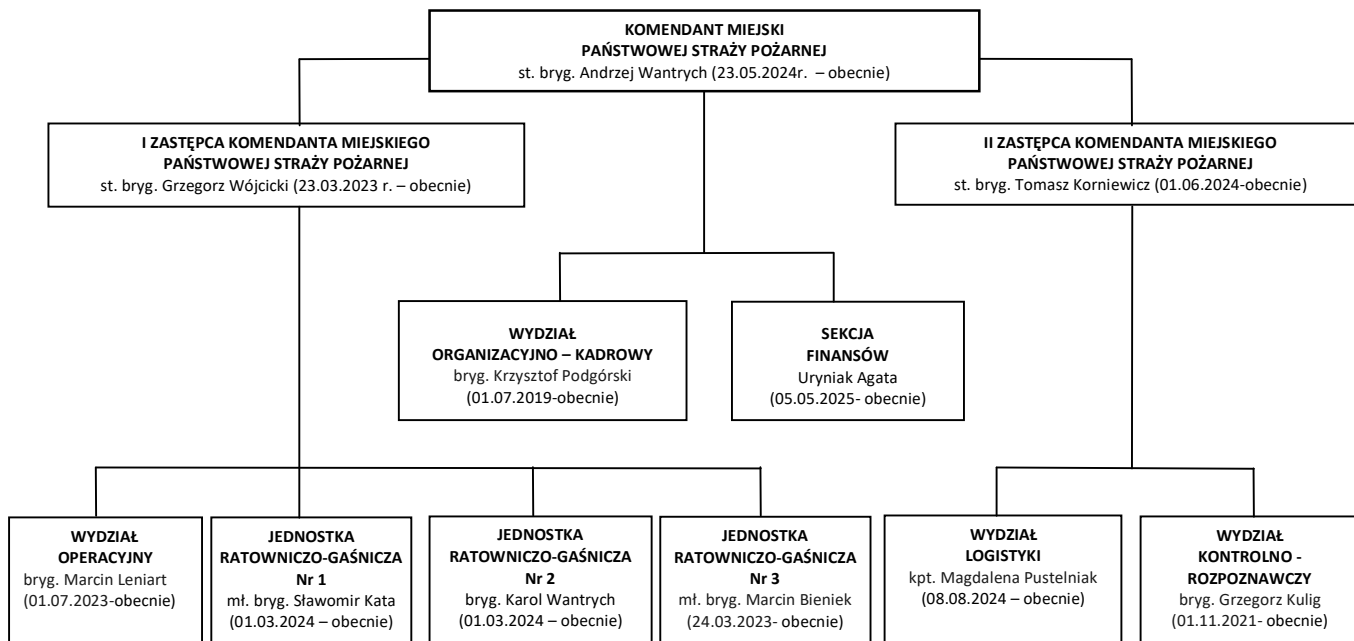 KOMENDANT MIEJSKI
PAŃSTWOWEJ STRAŻY POŻARNEJ
st. bryg. Andrzej Wantrych (23.05.2024r. – obecnie)
I ZASTĘPCA KOMENDANTA MIEJSKIEGO
PAŃSTWOWEJ STRAŻY POŻARNEJ
st. bryg. Grzegorz Wójcicki (23.03.2023 r. – obecnie)
II ZASTĘPCA KOMENDANTA MIEJSKIEGO
PAŃSTWOWEJ STRAŻY POŻARNEJ
st. bryg. Tomasz Korniewicz (01.06.2024-obecnie)
WYDZIAŁ
ORGANIZACYJNO – KADROWY
bryg. Krzysztof Podgórski
(01.07.2019-obecnie)
SEKCJA
FINANSÓW
Uryniak Agata
(05.05.2025- obecnie)
WYDZIAŁ
OPERACYJNY
bryg. Marcin Leniart
(01.07.2023-obecnie)
JEDNOSTKA
RATOWNICZO-GAŚNICZA
Nr 1
mł. bryg. Sławomir Kata
(01.03.2024 – obecnie)
JEDNOSTKA
RATOWNICZO-GAŚNICZA
Nr 2
bryg. Karol Wantrych
(01.03.2024 – obecnie)
JEDNOSTKA
RATOWNICZO-GAŚNICZA
Nr 3
mł. bryg. Marcin Bieniek
(24.03.2023- obecnie)
WYDZIAŁ
LOGISTYKI
kpt. Magdalena Pustelniak
(08.08.2024 – obecnie)
WYDZIAŁ
KONTROLNO -
ROZPOZNAWCZY
bryg. Grzegorz Kulig
(01.11.2021- obecnie)